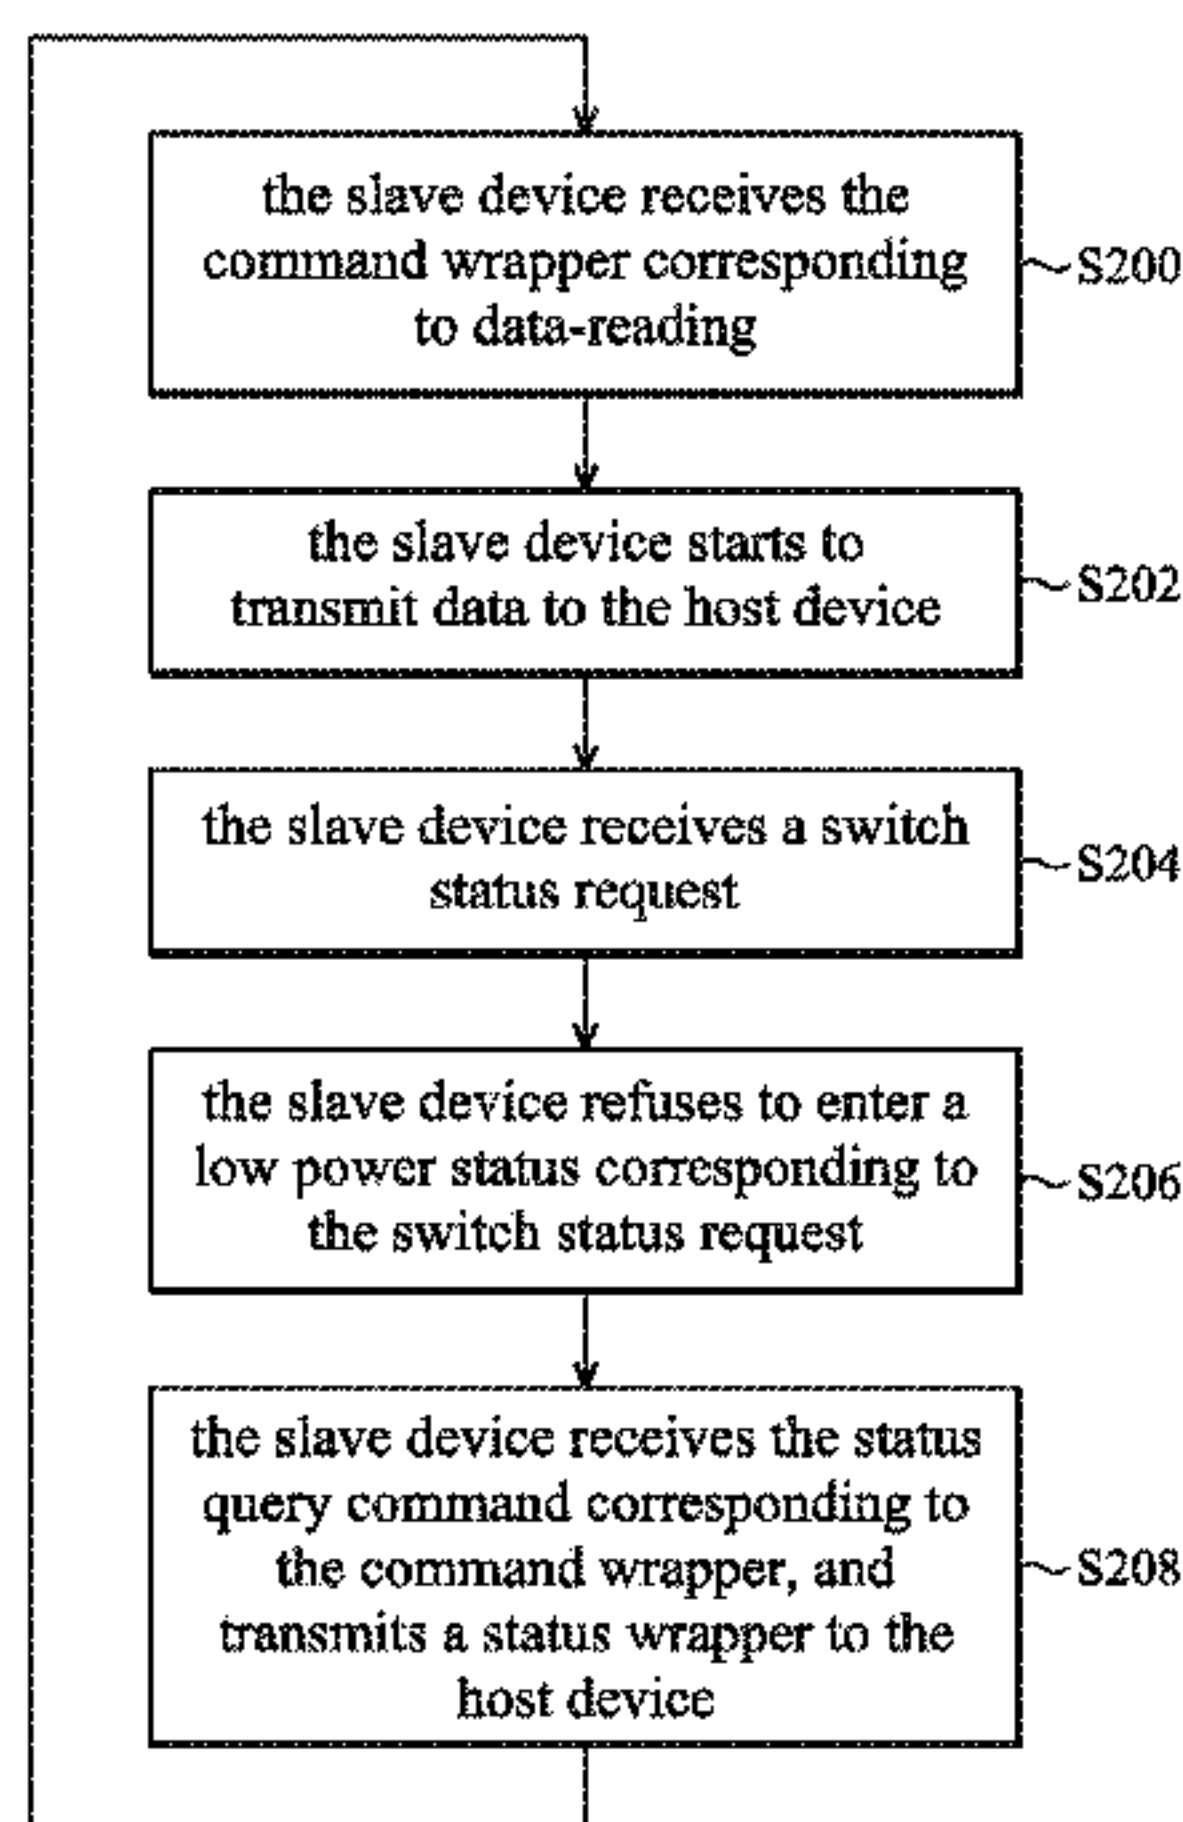 the slave device receives the
command wrapper corresponding
to data-reading
S200
the slave device starts to
transmit data to the host device
S202
the slave device receives a switch
status request
S204
the slave device refuses to enter a
low power status corresponding to
the switch status request
S206
the slave device receives the status
query command corresponding to
the command wrapper, and
transmits a status wrapper to the
host device
S208